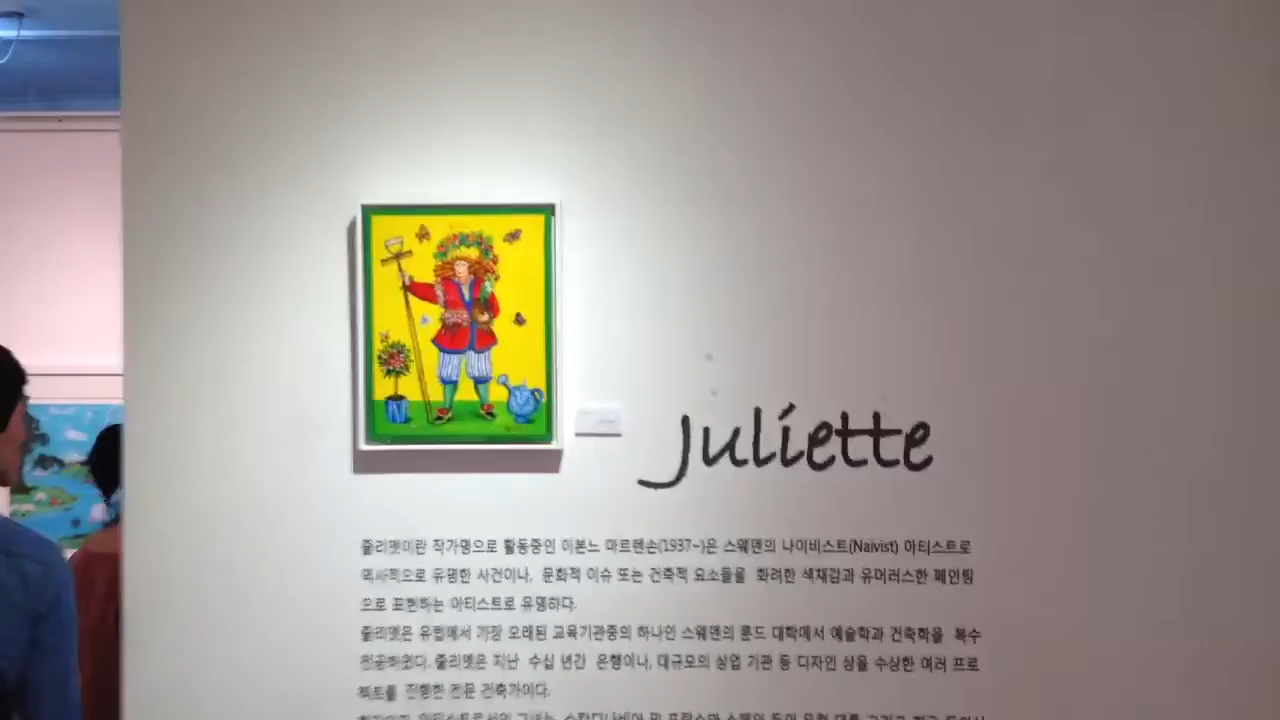 Juliette
줄리엣이란 작가명으로 활동중인 이본느 마르텐손(1937~)은 스웨덴의 나이비스트(Naivist) 아티스트로
역사적으로 유명한 사건이나, 문화적 이슈 또는 건축적 요소들을 화려한 색채감과 유머러스한 페인팅
으로 표현하는 아티스트로 유명하다.
줄리엣은 유럽에서 가장 오래된 교육기관중의 하나인 스웨덴의 룬드 대학에서 예술학과 건축학을 복수
전공하였다. 줄리엣은 지난 수십 년간 은행이나, 대규모의 상업 기관 등 디자인 상을 수상한 여러 프로
젝트를 진행한 전문 건축가이다.